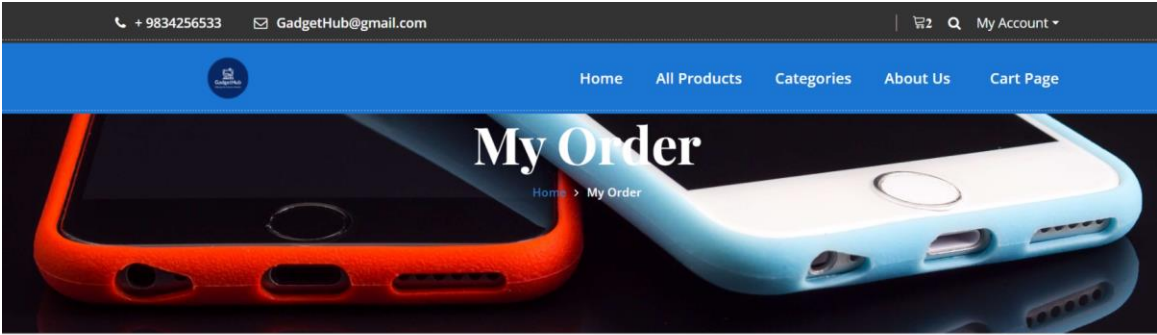 + 9834256533 GadgetHub@gmail.com 2 My Account
GadgetHub
Home All Products Categories About Us Cart Page
My Order
Home > My Order